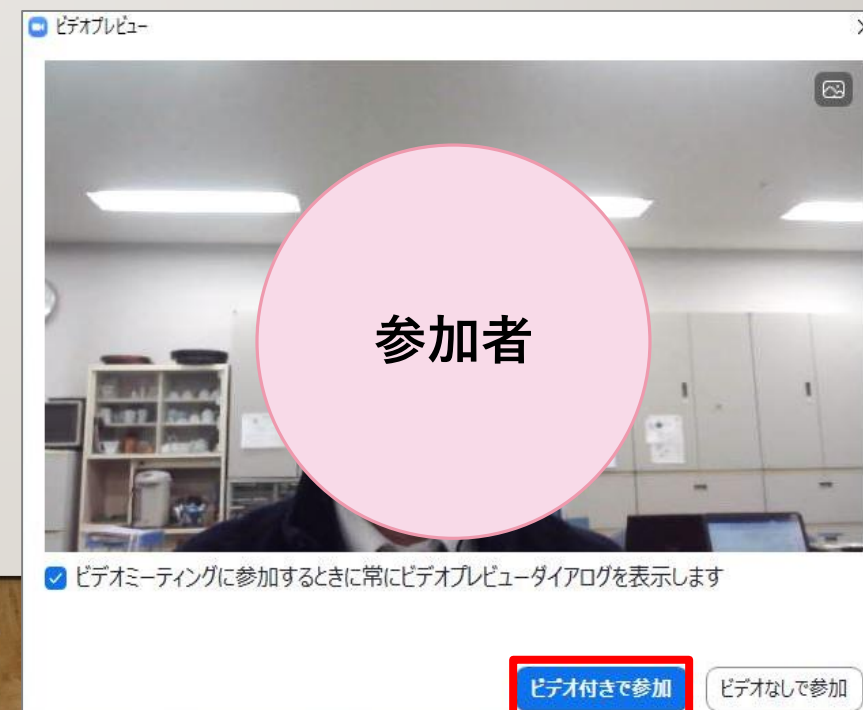 ビデオプレビュー
参加者
ビデオミーティングに参加するときに常にビデオプレビューダイアログを表示します
ビデオ付きで参加
ビデオなしで参加